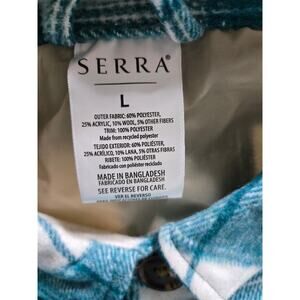 SERRA®
L
OUTER FABRIC: 60% POLYESTER,
25% ACRYLIC, 10% WOOL, 5% OTHER FIBERS
TRIM: 100% POLYESTER
Made from recycled polyester
TEJIDO EXTERIOR: 60% POLIÉSTER,
25% ACRÍLICO, 10% LANA, 5% OTRAS FIBRAS
RIBETE: 100% POLIÉSTER
Fabricado con poliéster reciclado
MADE IN BANGLADESH
FABRICADO EN BANGLADESH
SEE REVERSE FOR CARE.
VER EL REVERSO